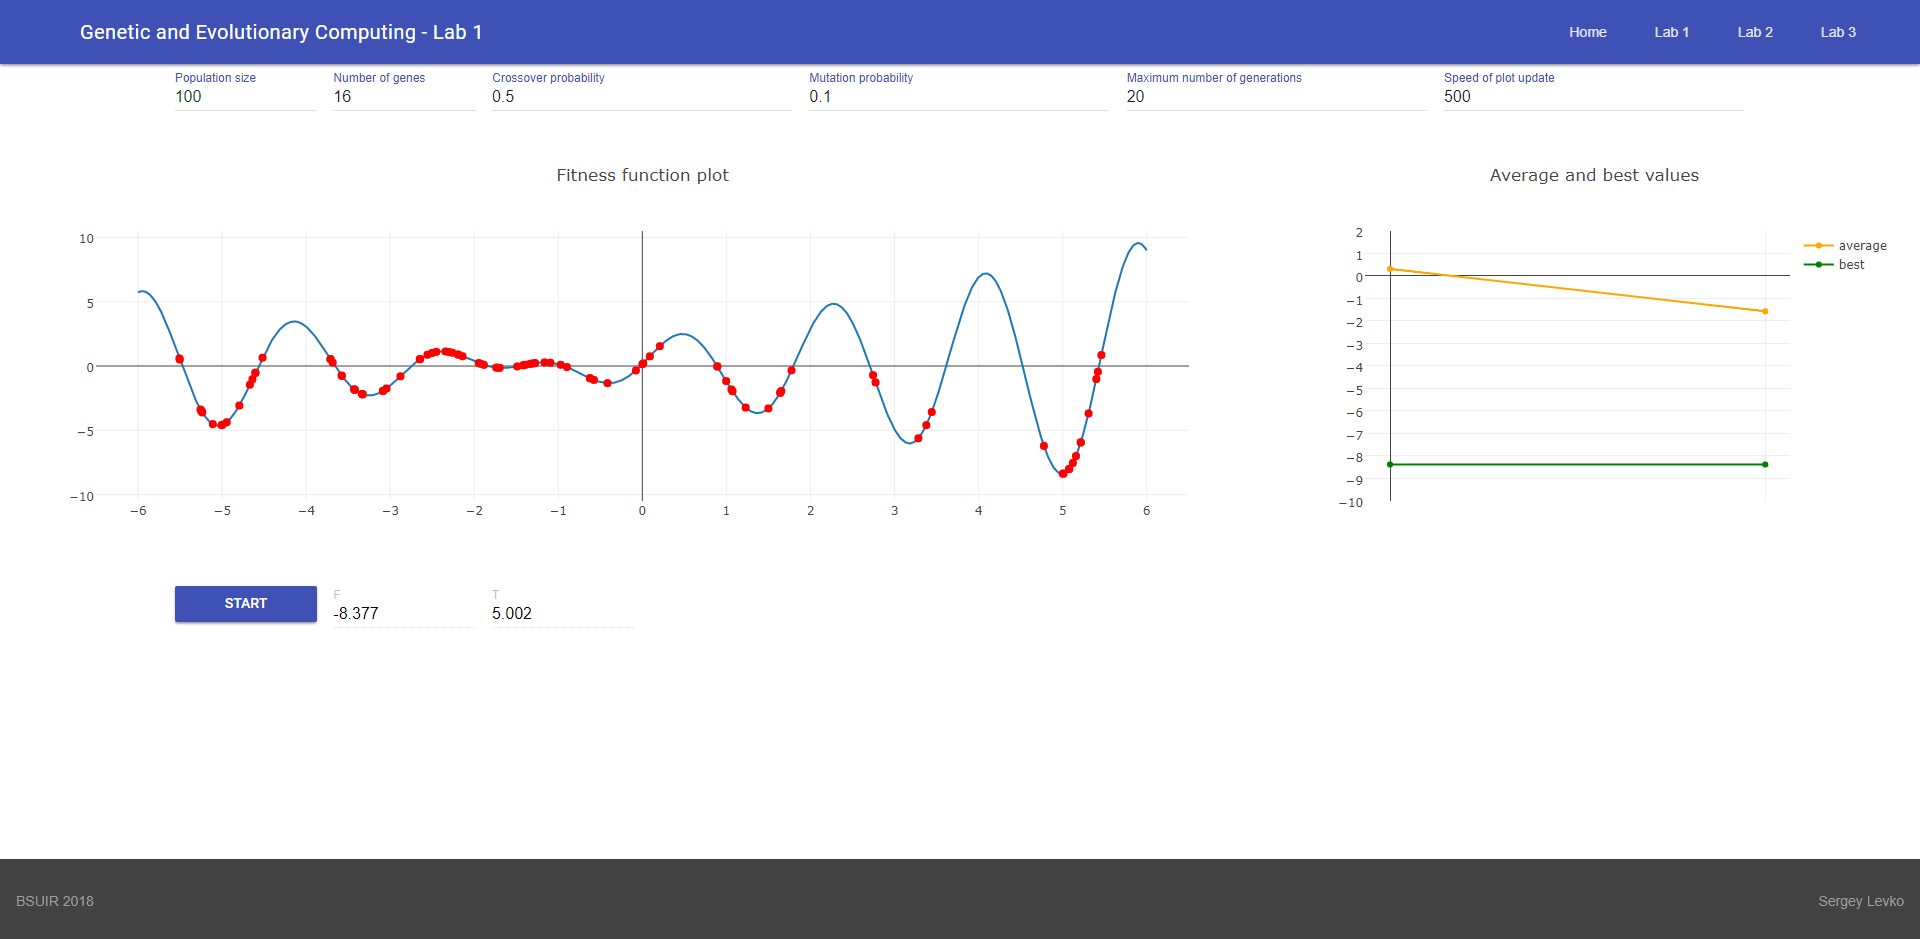 Genetic and Evolutionary Computing - Lab 1
Home Lab 1 Lab 2 Lab 3
Population size Number of genes Crossover probability Mutation probability Maximum number of generations Speed of plot update
100 16 0.5 0.1 20 500
Fitness function plot
10
5
0
−5
−10
−6 −5 −4 −3 −2 −1 0 1 2 3 4 5 6
Average and best values
2
1
0
−1
−2
−3
−4
−5
−6
−7
−8
−9
−10
average
best
START
F
-8.377
T
5.002
BSUIR 2018
Sergey Levko